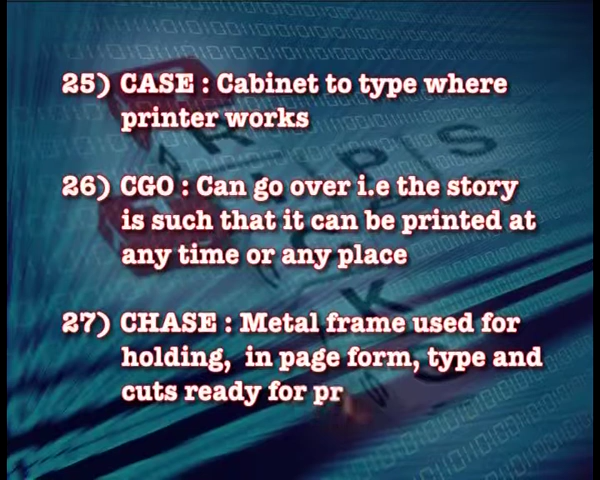 25) CASE : Cabinet to type where
printer works
26) CGO : Can go over i.e the story
is such that it can be printed at
any time or any place
27) CHASE : Metal frame used for
holding, in page form, type and
cuts ready for pr